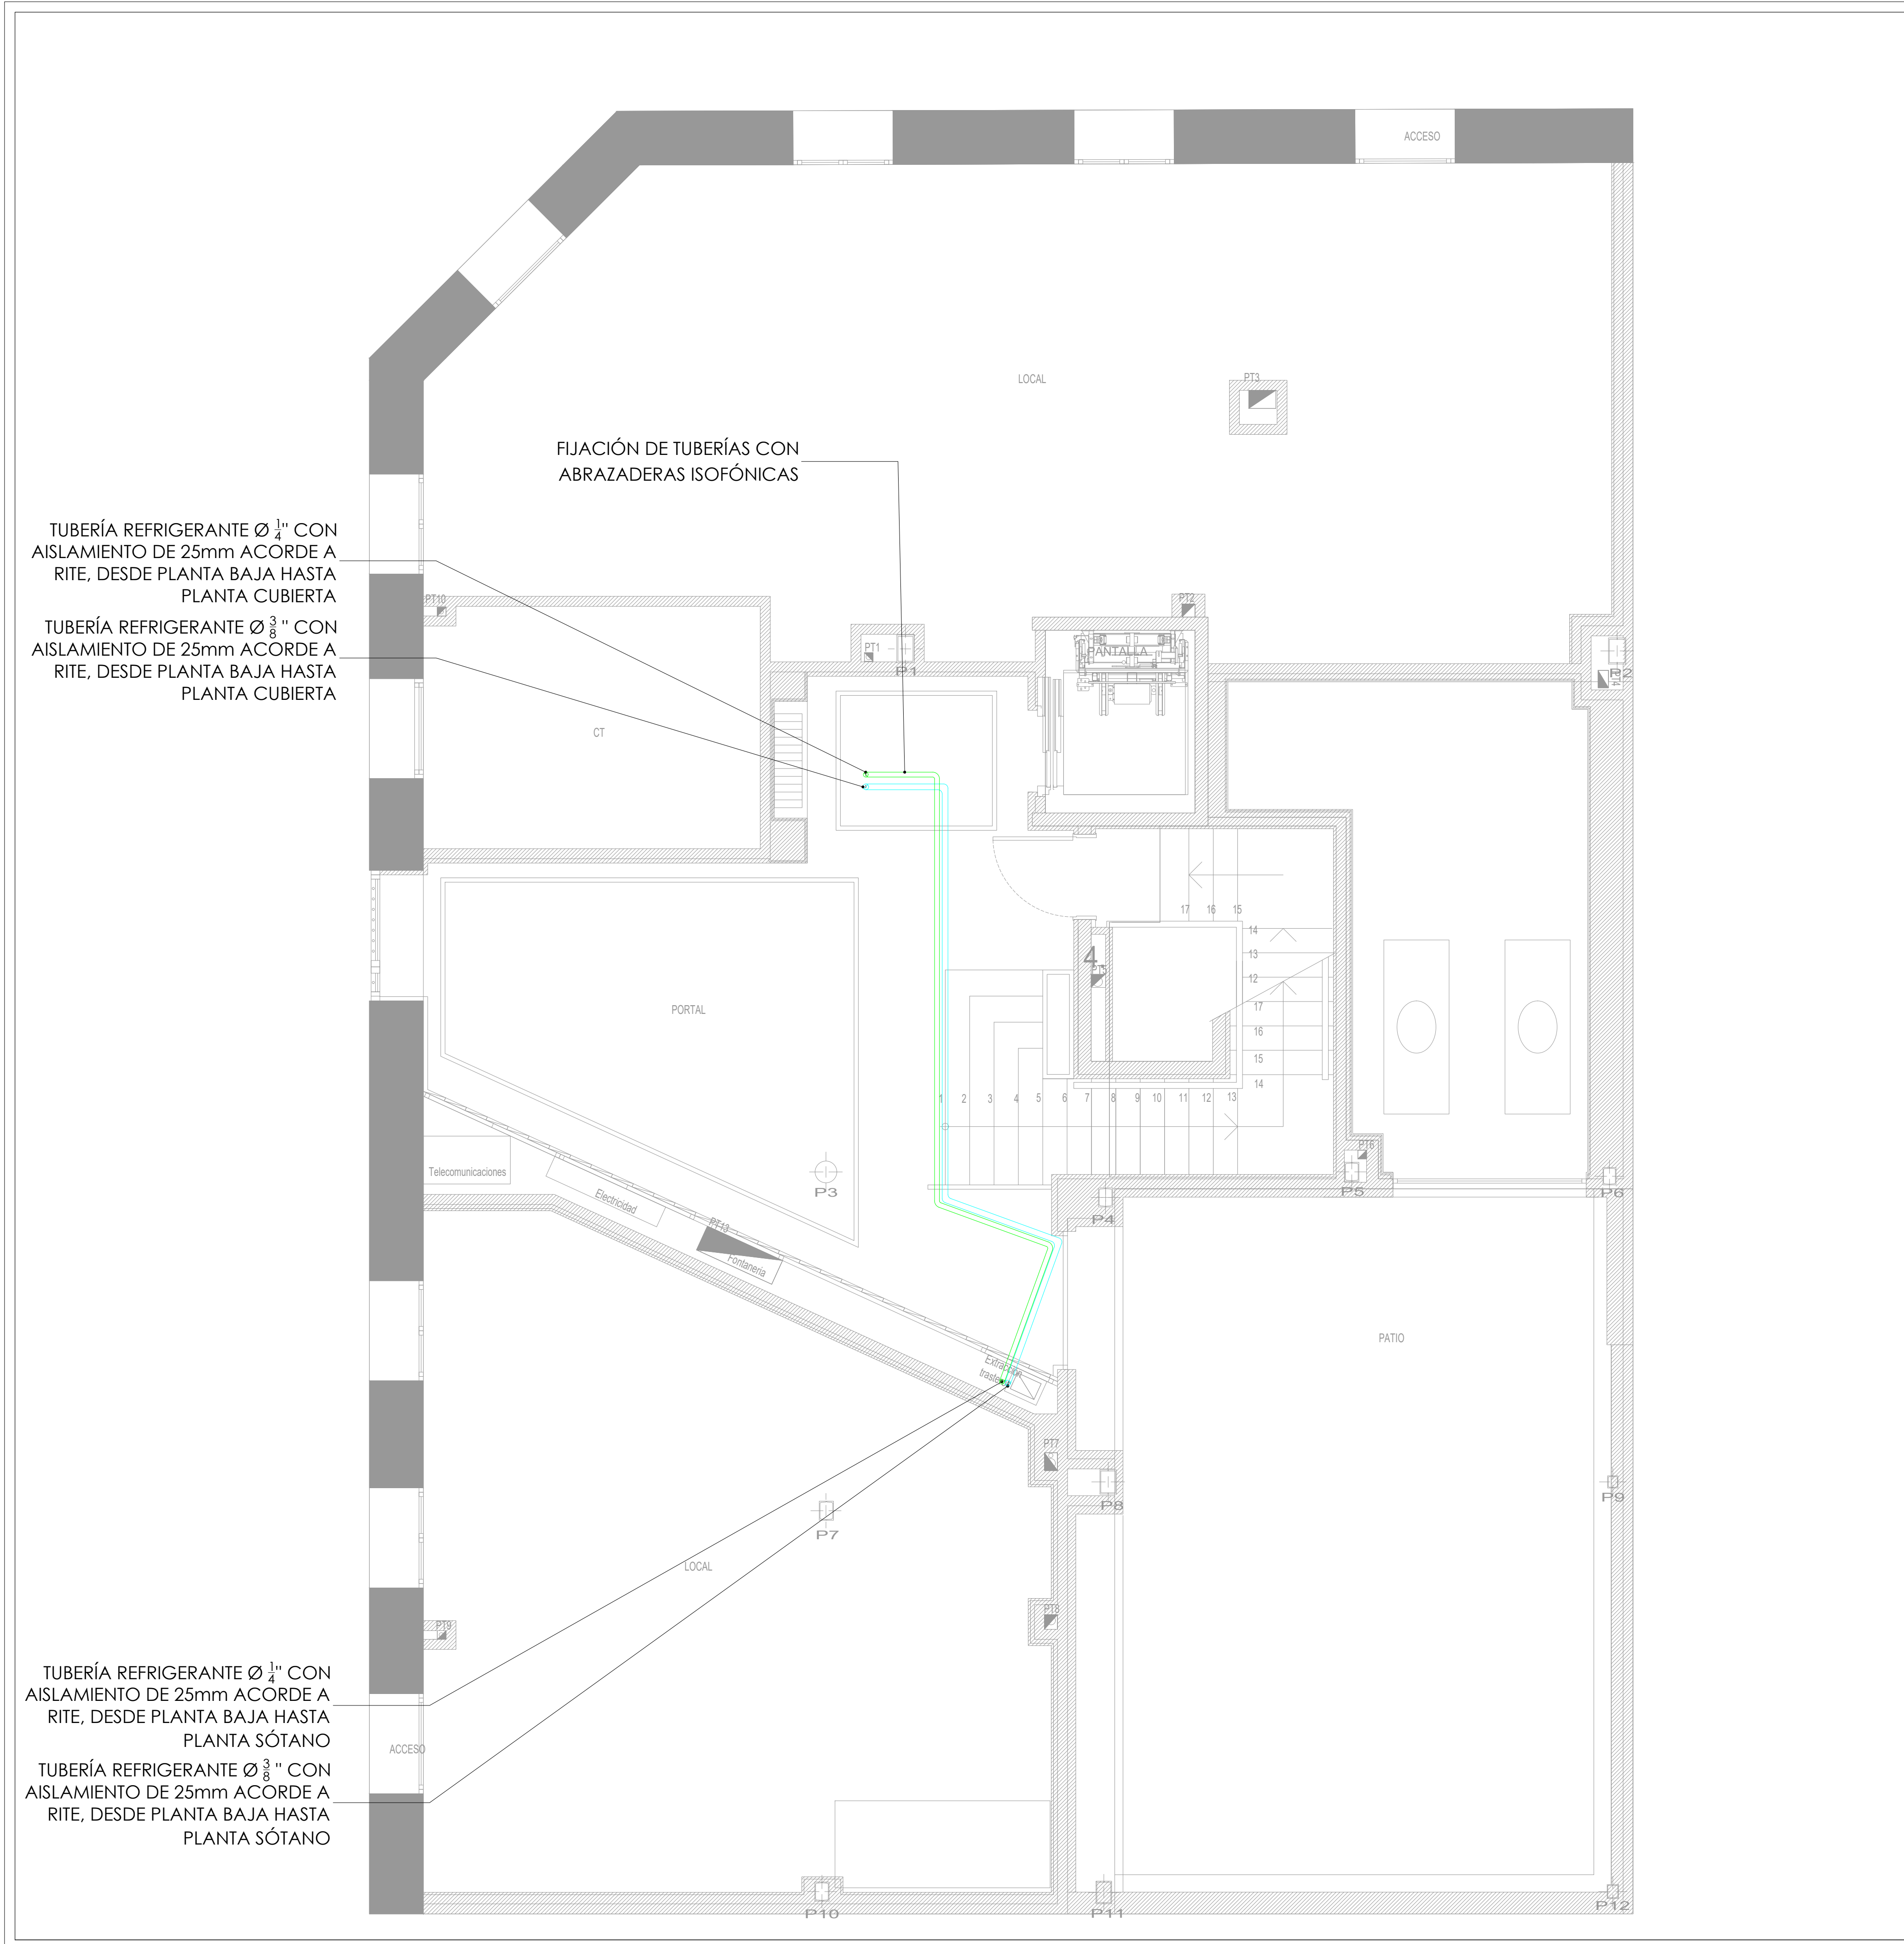 ACCESO
LOCAL
PT3
FIJACIÓN DE TUBERÍAS CON
ABRAZADERAS ISOFÓNICAS
TUBERÍA REFRIGERANTE Ø 1/4" CON
AISLAMIENTO DE 25mm ACORDE A
RITE, DESDE PLANTA BAJA HASTA
PLANTA CUBIERTA
TUBERÍA REFRIGERANTE Ø 3/8" CON
AISLAMIENTO DE 25mm ACORDE A
RITE, DESDE PLANTA BAJA HASTA
PLANTA CUBIERTA
PT10
PT1
P1
PT2
PANTALLA
P2
PT4
CT
17 16 15
14
13
12
17
16
15
14
4
PT5
PORTAL
1 2 3 4 5 6 7 8 9 10 11 12 13
Telecomunicaciones
Electricidad
PT13
Fontanería
P3
P4
PT6
P5
P6
PATIO
Extracción
PT7
P8
P9
P7
LOCAL
PT8
PT9
TUBERÍA REFRIGERANTE Ø 1/4" CON
AISLAMIENTO DE 25mm ACORDE A
RITE, DESDE PLANTA BAJA HASTA
PLANTA SÓTANO
ACCESO
TUBERÍA REFRIGERANTE Ø 3/8" CON
AISLAMIENTO DE 25mm ACORDE A
RITE, DESDE PLANTA BAJA HASTA
PLANTA SÓTANO
P10
P11
P12